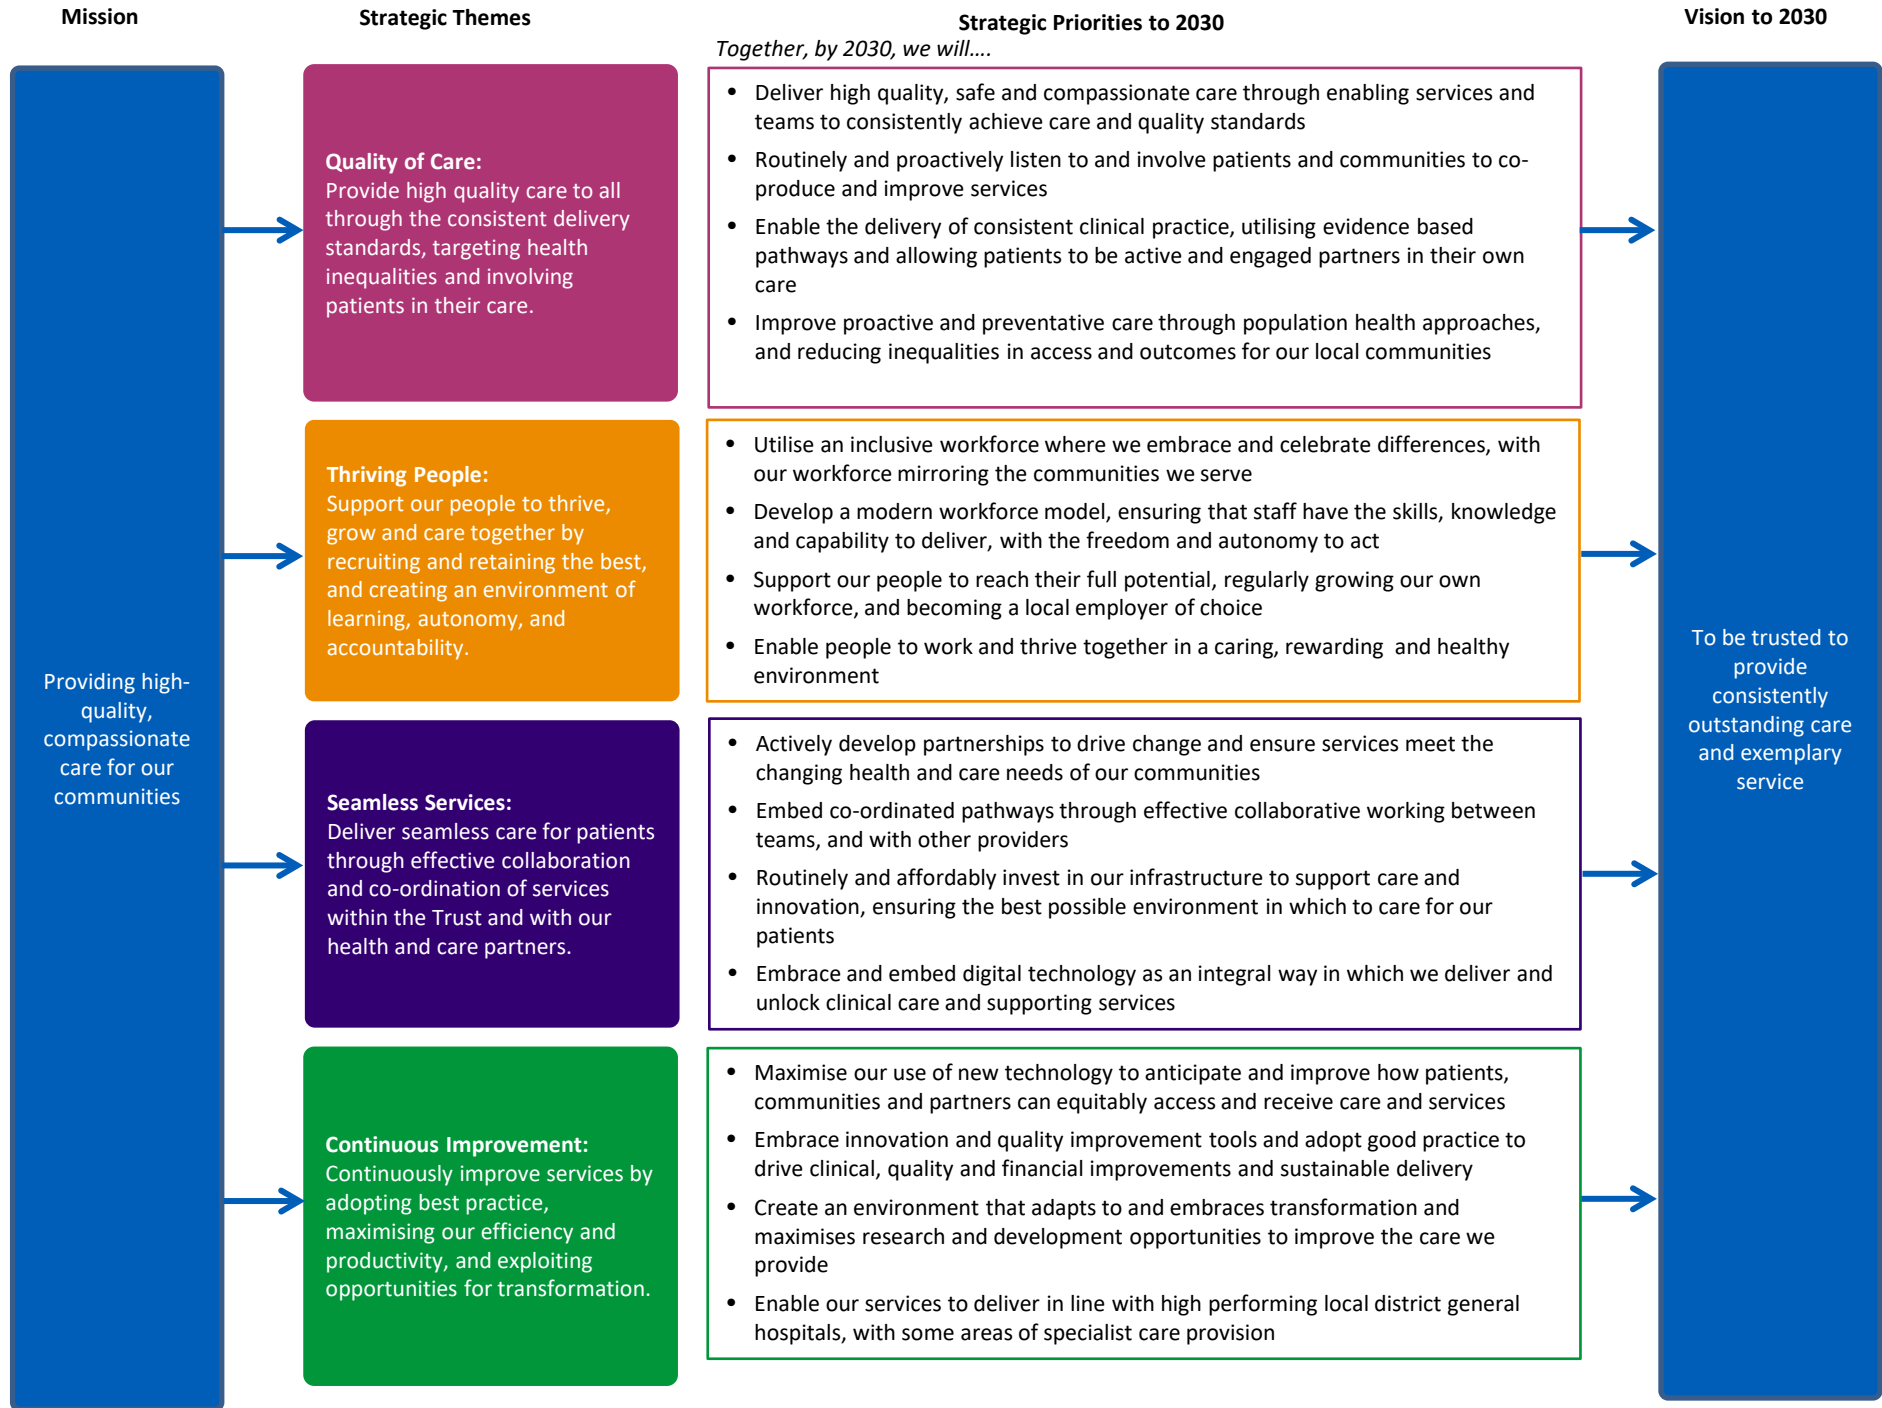 Mission
Strategic Themes
Strategic Priorities to 2030
Vision to 2030
Together, by 2030, we will....
Providing high-
quality,
compassionate
care for our
communities
Quality of Care:
Provide high quality care to all
through the consistent delivery
standards, targeting health
inequalities and involving
patients in their care.
• Deliver high quality, safe and compassionate care through enabling services and
teams to consistently achieve care and quality standards
• Routinely and proactively listen to and involve patients and communities to co-
produce and improve services
• Enable the delivery of consistent clinical practice, utilising evidence based
pathways and allowing patients to be active and engaged partners in their own
care
• Improve proactive and preventative care through population health approaches,
and reducing inequalities in access and outcomes for our local communities
Thriving People:
Support our people to thrive,
grow and care together by
recruiting and retaining the best,
and creating an environment of
learning, autonomy, and
accountability.
• Utilise an inclusive workforce where we embrace and celebrate differences, with
our workforce mirroring the communities we serve
• Develop a modern workforce model, ensuring that staff have the skills, knowledge
and capability to deliver, with the freedom and autonomy to act
• Support our people to reach their full potential, regularly growing our own
workforce, and becoming a local employer of choice
• Enable people to work and thrive together in a caring, rewarding and healthy
environment
Seamless Services:
Deliver seamless care for patients
through effective collaboration
and co-ordination of services
within the Trust and with our
health and care partners.
• Actively develop partnerships to drive change and ensure services meet the
changing health and care needs of our communities
• Embed co-ordinated pathways through effective collaborative working between
teams, and with other providers
• Routinely and affordably invest in our infrastructure to support care and
innovation, ensuring the best possible environment in which to care for our
patients
• Embrace and embed digital technology as an integral way in which we deliver and
unlock clinical care and supporting services
Continuous Improvement:
Continuously improve services by
adopting best practice,
maximising our efficiency and
productivity, and exploiting
opportunities for transformation.
• Maximise our use of new technology to anticipate and improve how patients,
communities and partners can equitably access and receive care and services
• Embrace innovation and quality improvement tools and adopt good practice to
drive clinical, quality and financial improvements and sustainable delivery
• Create an environment that adapts to and embraces transformation and
maximises research and development opportunities to improve the care we
provide
• Enable our services to deliver in line with high performing local district general
hospitals, with some areas of specialist care provision
To be trusted to
provide
consistently
outstanding care
and exemplary
service